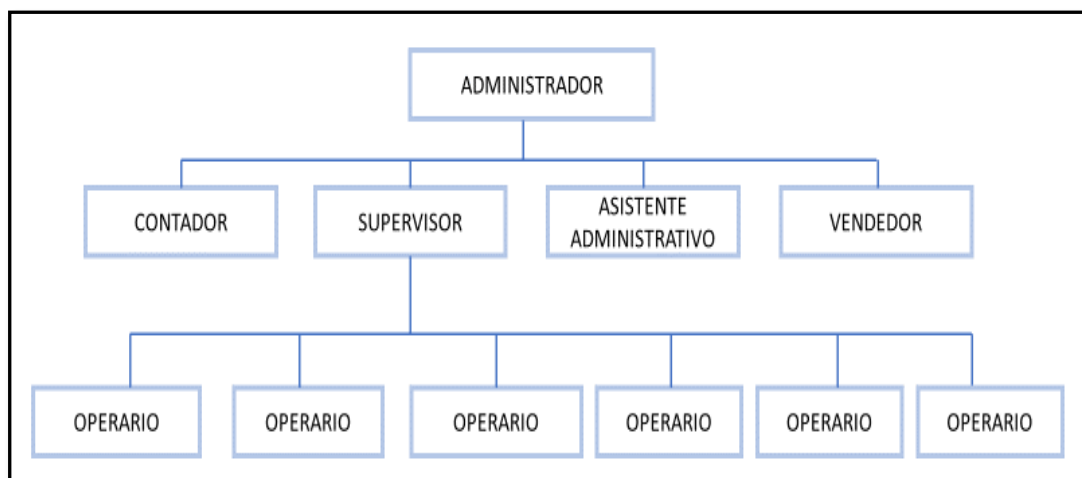 ADMINISTRADOR
CONTADOR
SUPERVISOR
ASISTENTE
ADMINISTRATIVO
VENDEDOR
OPERARIO
OPERARIO
OPERARIO
OPERARIO
OPERARIO
OPERARIO